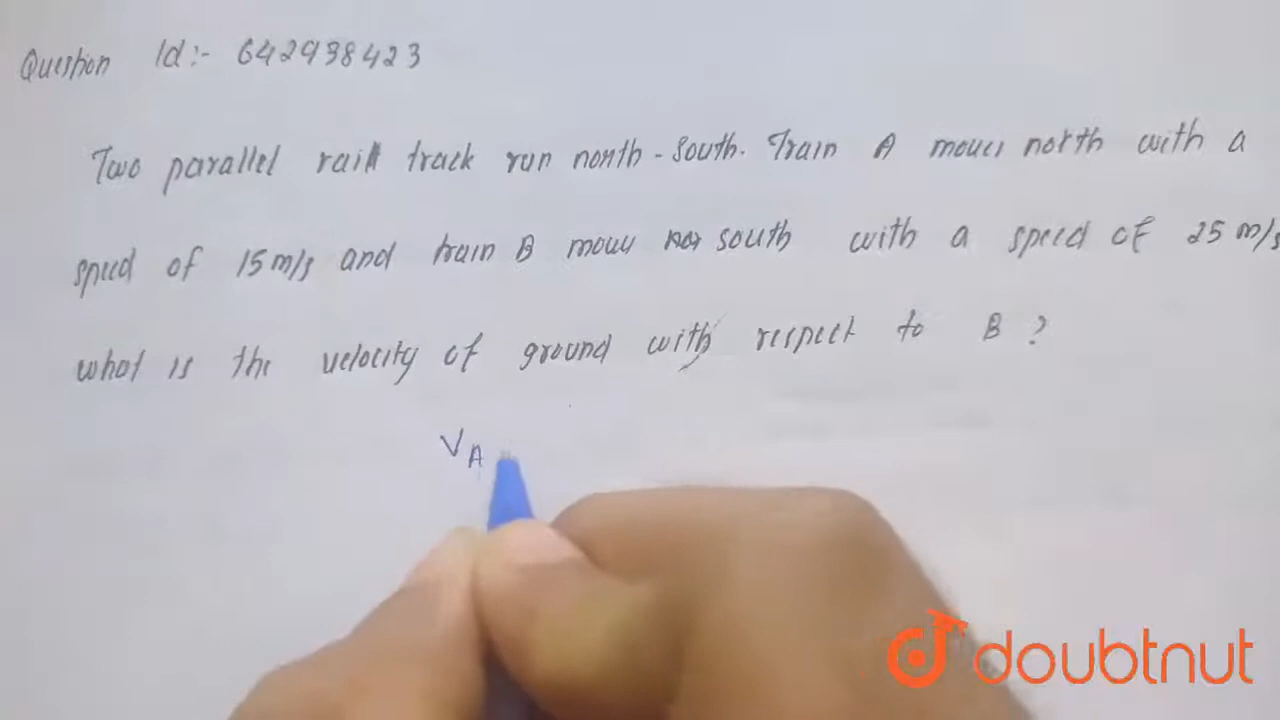 Question Id:- 642938423
Two parallel rail track run north-south. Train A moves north with a
speed of 15 m/s and train B moves south with a speed of 25 m/s
what is the velocity of ground with respect to B ?
V A
doubtnut